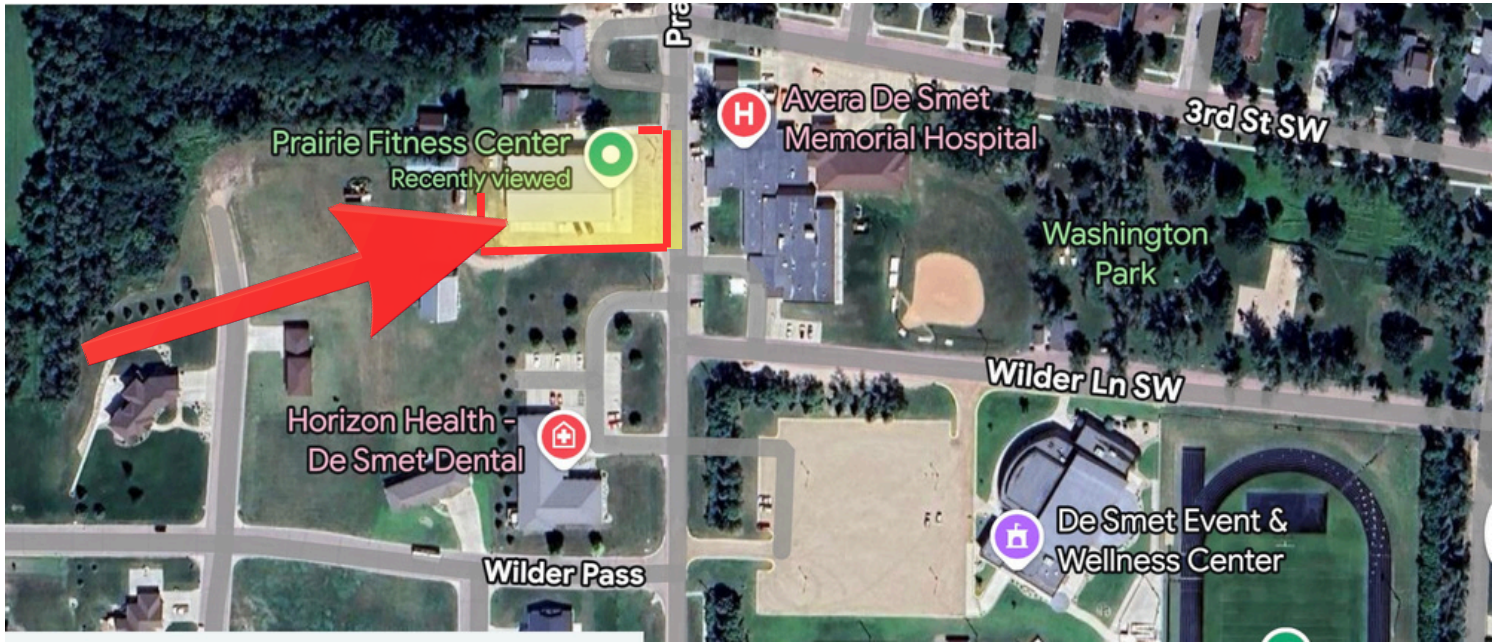 Pra
Avera De Smet
Memorial Hospital
H
3rd St SW
Prairie Fitness Center
Recently viewed
Washington
Park
Wilder Ln SW
Horizon Health -
De Smet Dental
De Smet Event &
Wellness Center
Wilder Pass